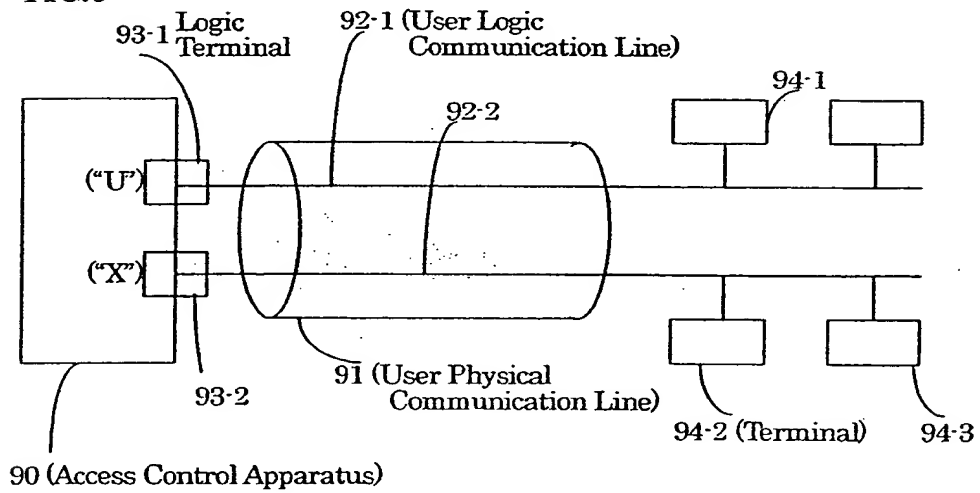 93-1 Logic
Terminal
92-1 (User Logic
Communication Line)
94-1
92-2
("U")
("X")
93-2
91 (User Physical
Communication Line)
94-2 (Terminal)
94-3
90 (Access Control Apparatus)